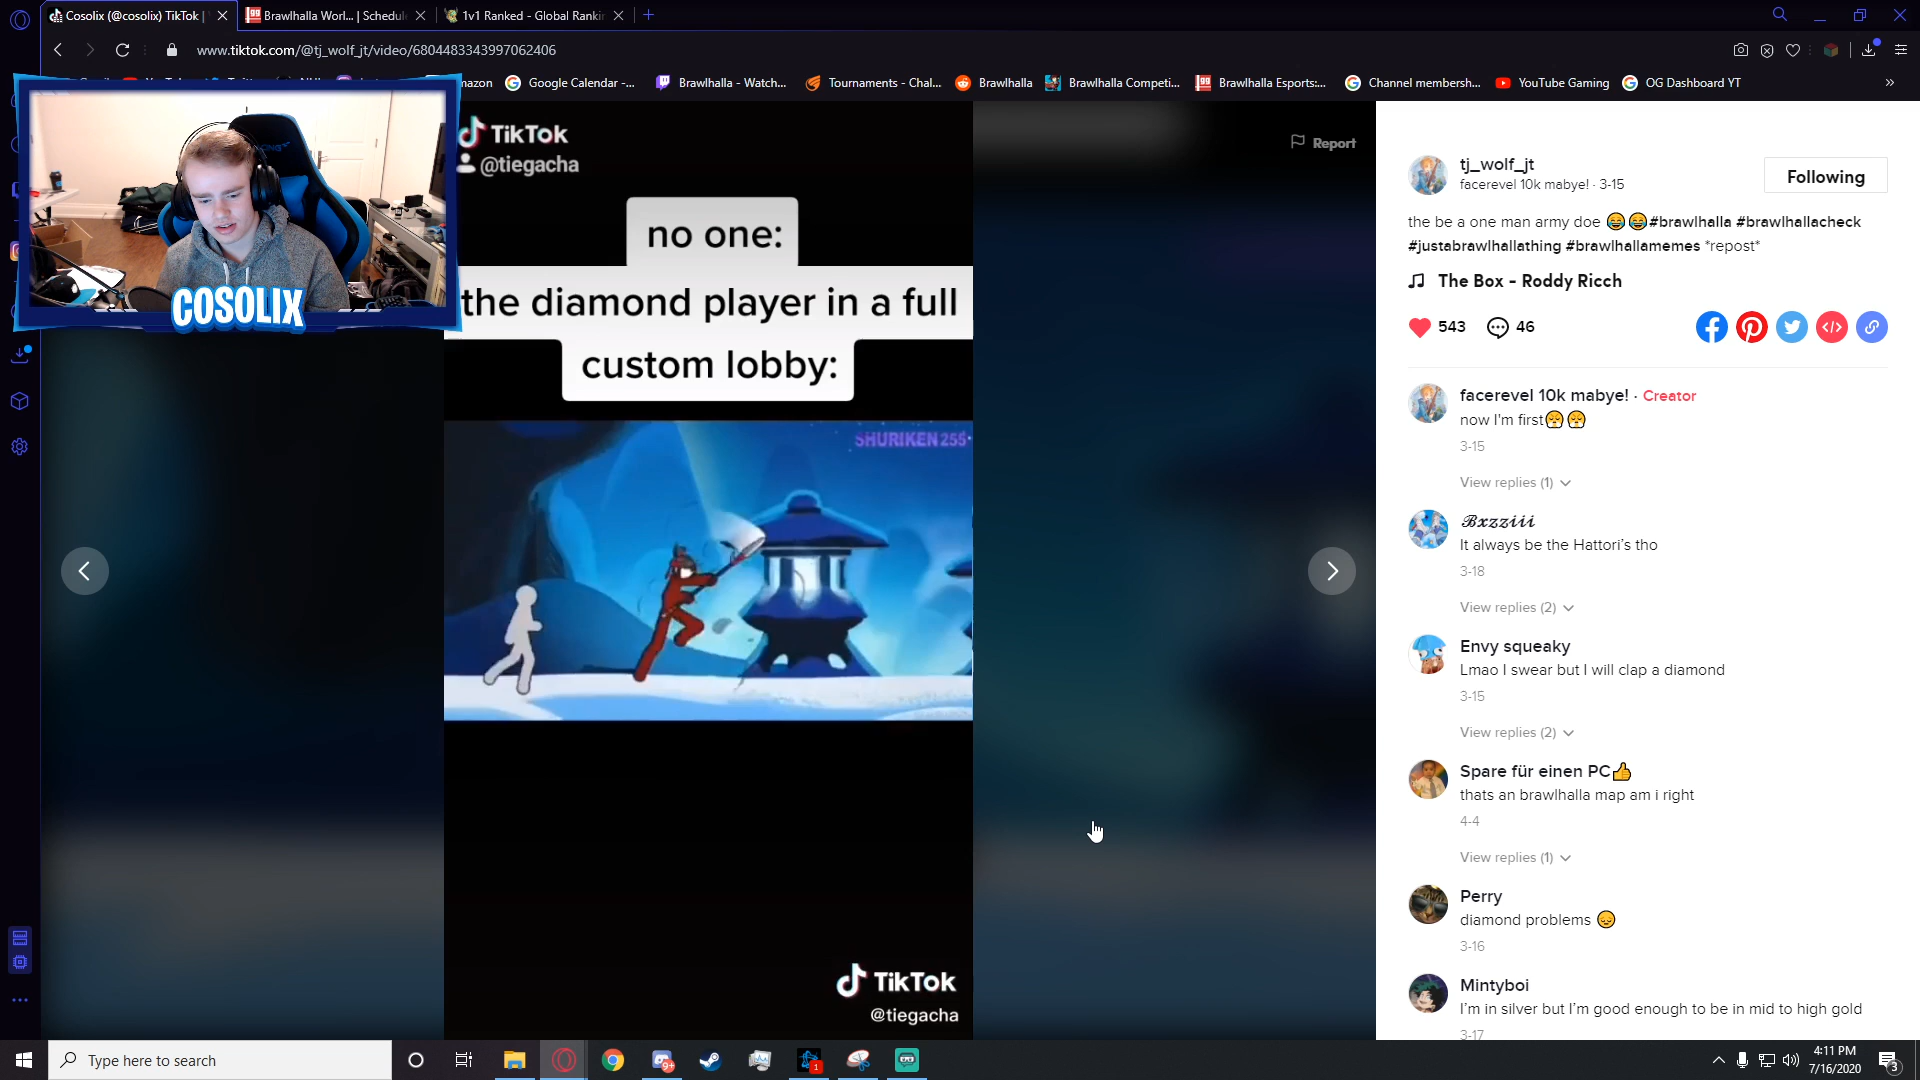 Cosolix (@cosolix) TikTok |
Brawlhalla Worl... | Schedul
1v1 Ranked - Global Rankin
www.tiktok.com/@tj_wolf_jt/video/6804483343997062406
mazon
Google Calendar -...
Brawlhalla - Watch...
Tournaments - Chal...
Brawlhalla
Brawlhalla Competi...
Brawlhalla Esports:...
Channel membersh...
YouTube Gaming
OG Dashboard YT
COSOLIX
TikTok
@tiegacha
Report
no one:
the diamond player in a full
custom lobby:
SHURIKEN 255
TikTok
@tiegacha
tj_wolf_jt
facerevel 10k mabye! · 3-15
Following
the be a one man army doe 😂😂#brawlhalla #brawlhallacheck
#justabrawlhallathing #brawlhallamemes *repost*
The Box - Roddy Ricch
543
46
facerevel 10k mabye! · Creator
now I'm first😤😤
3-15
View replies (1)
ℬ𝓍𝓏𝓏𝒾𝒾𝒾
It always be the Hattori's tho
3-18
View replies (2)
Envy squeaky
Lmao I swear but I will clap a diamond
3-15
View replies (2)
Spare für einen PC👍
thats an brawlhalla map am i right
4-4
View replies (1)
Perry
diamond problems 😔
3-16
Mintyboi
I'm in silver but I'm good enough to be in mid to high gold
3-17
Type here to search
9+
1
4:11 PM
7/16/2020
3